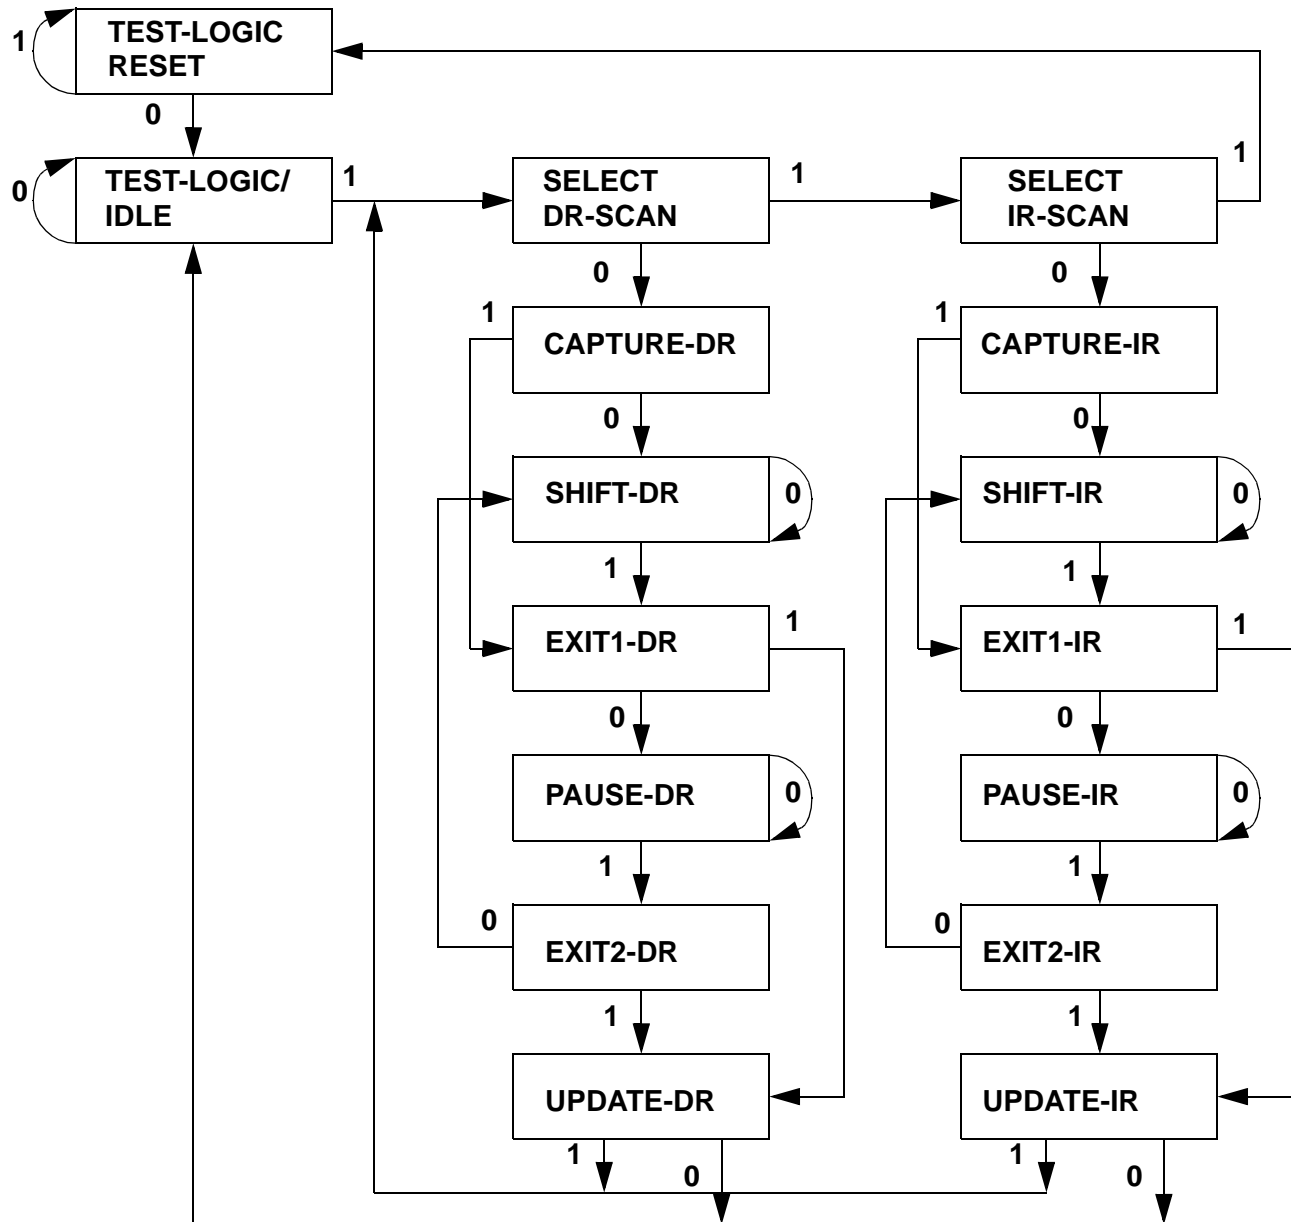 1
TEST-LOGIC
RESET
0
0
TEST-LOGIC/
IDLE
1
SELECT
DR-SCAN
1
SELECT
IR-SCAN
1
0
0
1
CAPTURE-DR
1
CAPTURE-IR
0
0
SHIFT-DR
0
SHIFT-IR
0
1
1
EXIT1-DR
1
EXIT1-IR
1
0
0
PAUSE-DR
0
PAUSE-IR
0
1
1
0
EXIT2-DR
0
EXIT2-IR
1
1
UPDATE-DR
UPDATE-IR
1
0
1
0